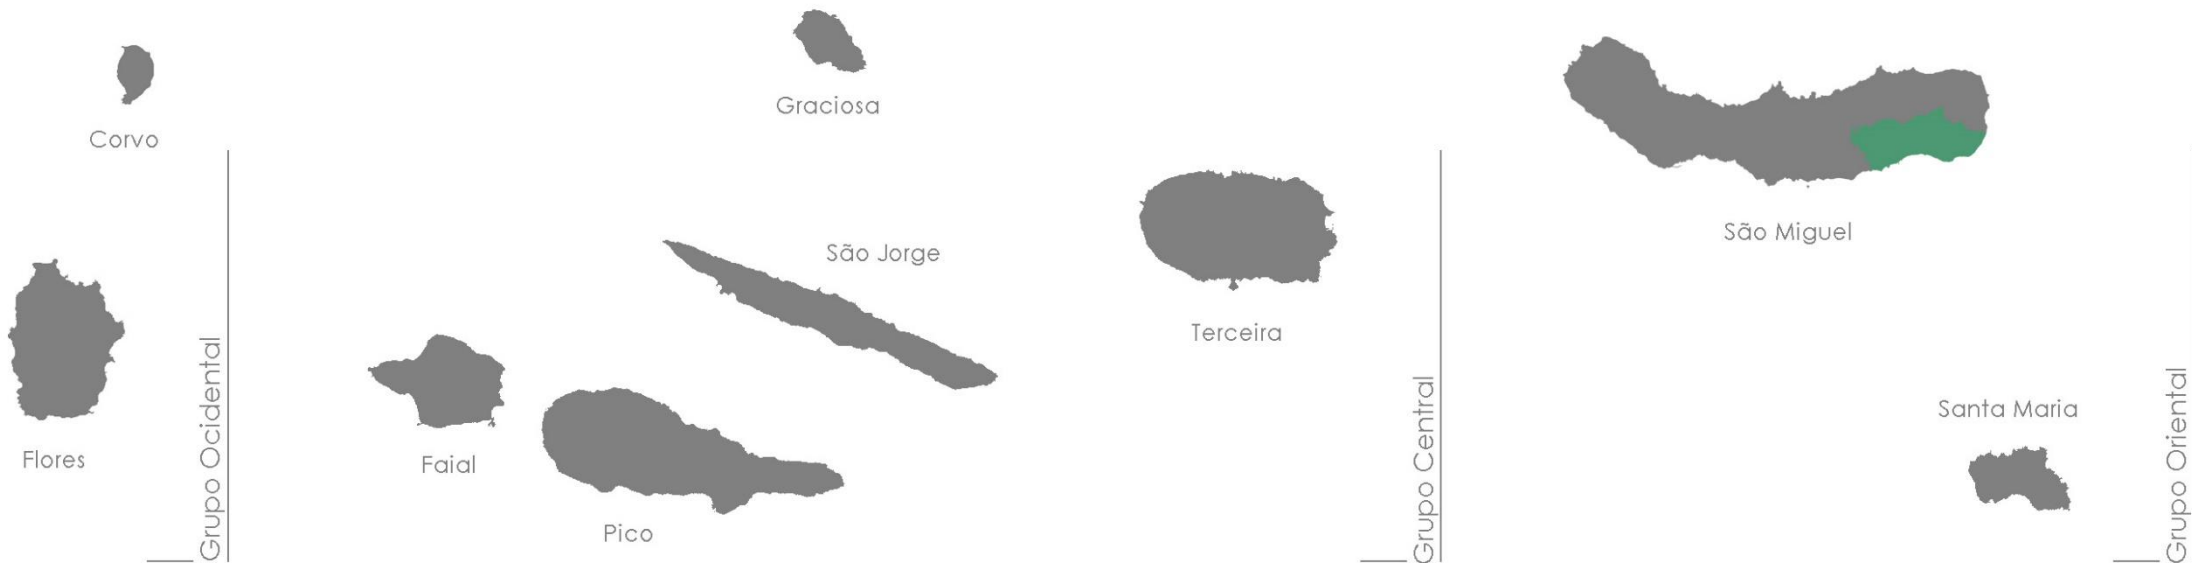 Corvo
Flores
Grupo Ocidental
Graciosa
São Jorge
Faial
Pico
Terceira
Grupo Central
São Miguel
Santa Maria
Grupo Oriental